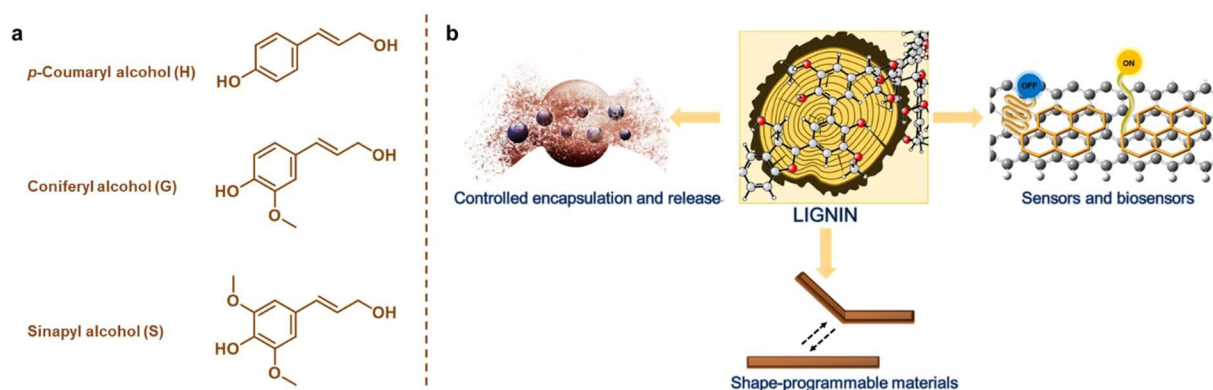 a
p-Coumaryl alcohol (H)
HO
OH
Coniferyl alcohol (G)
HO
O
OH
Sinapyl alcohol (S)
O
HO
O
OH
b
Controlled encapsulation and release
LIGNIN
OFF
ON
Sensors and biosensors
Shape-programmable materials